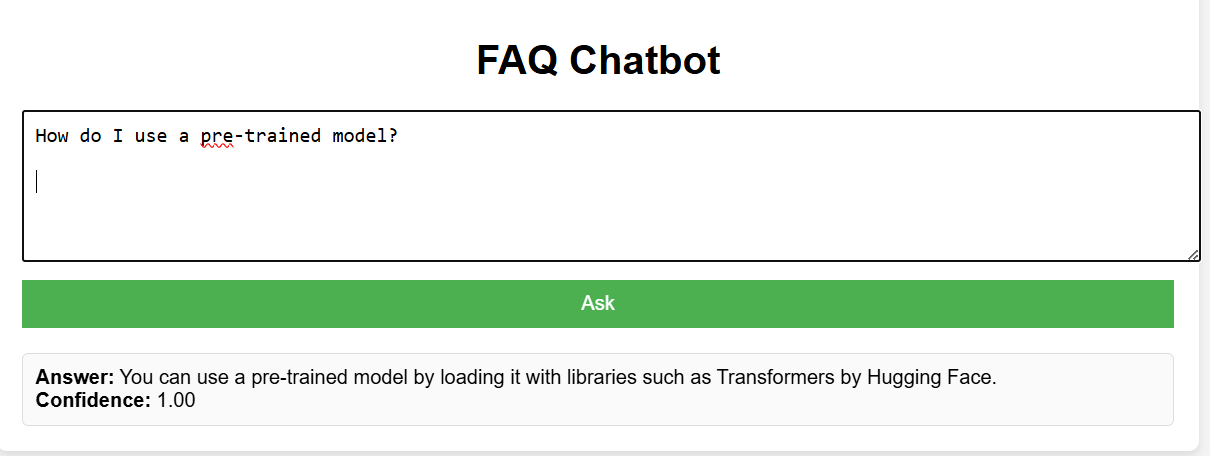 FAQ Chatbot
How do I use a pre-trained model?
Ask
Answer: You can use a pre-trained model by loading it with libraries such as Transformers by Hugging Face.
Confidence: 1.00